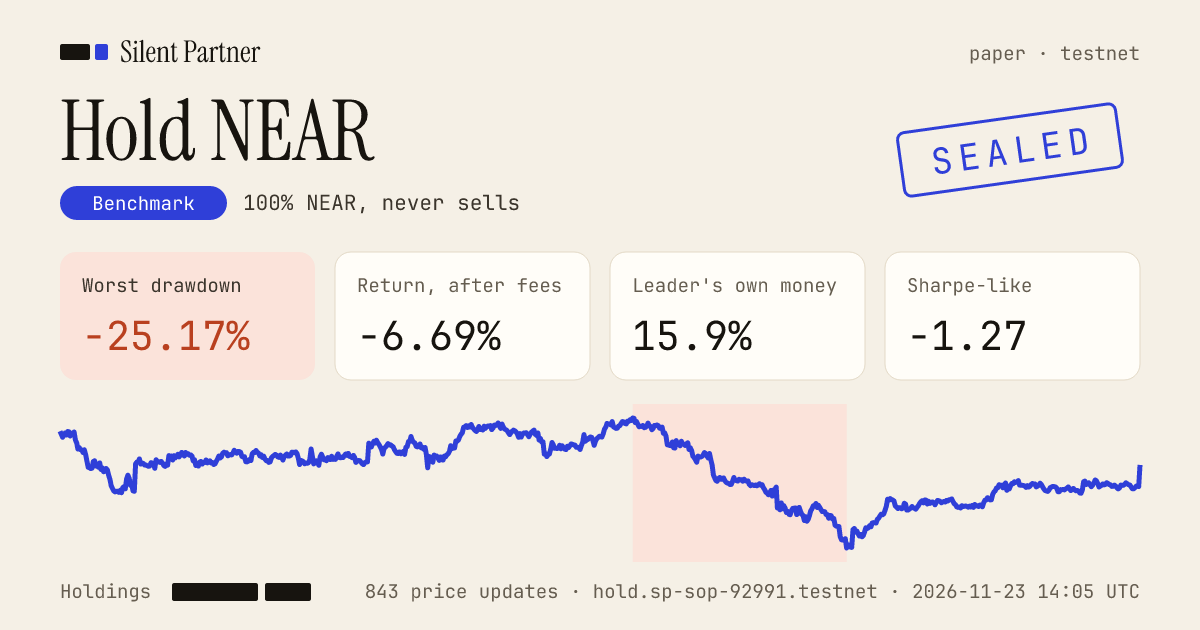 Silent Partner
paper · testnet
Hold NEAR
SEALED
Benchmark
100% NEAR, never sells
Worst drawdown
-25.17%
Return, after fees
-6.69%
Leader's own money
15.9%
Sharpe-like
-1.27
Holdings
843 price updates · hold.sp-sop-92991.testnet · 2026-11-23 14:05 UTC